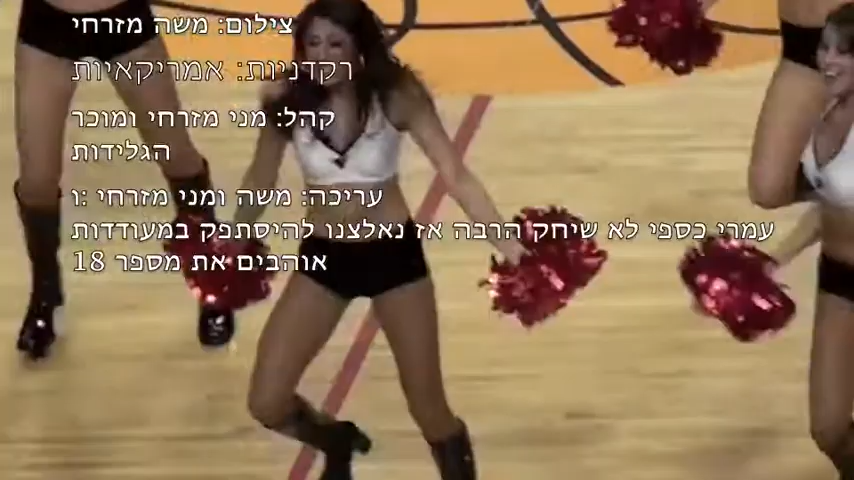 צילום: משה מזרחי
רקדניות: אמריקאיות
קהל: מני מזרחי ומוכר
הגלידות
עריכה: משה ומני מזרחי :ו
עמרי כספי לא שיחק הרבה אז נאלצנו להיסתפק במעודדות
אוהבים את מספר 18